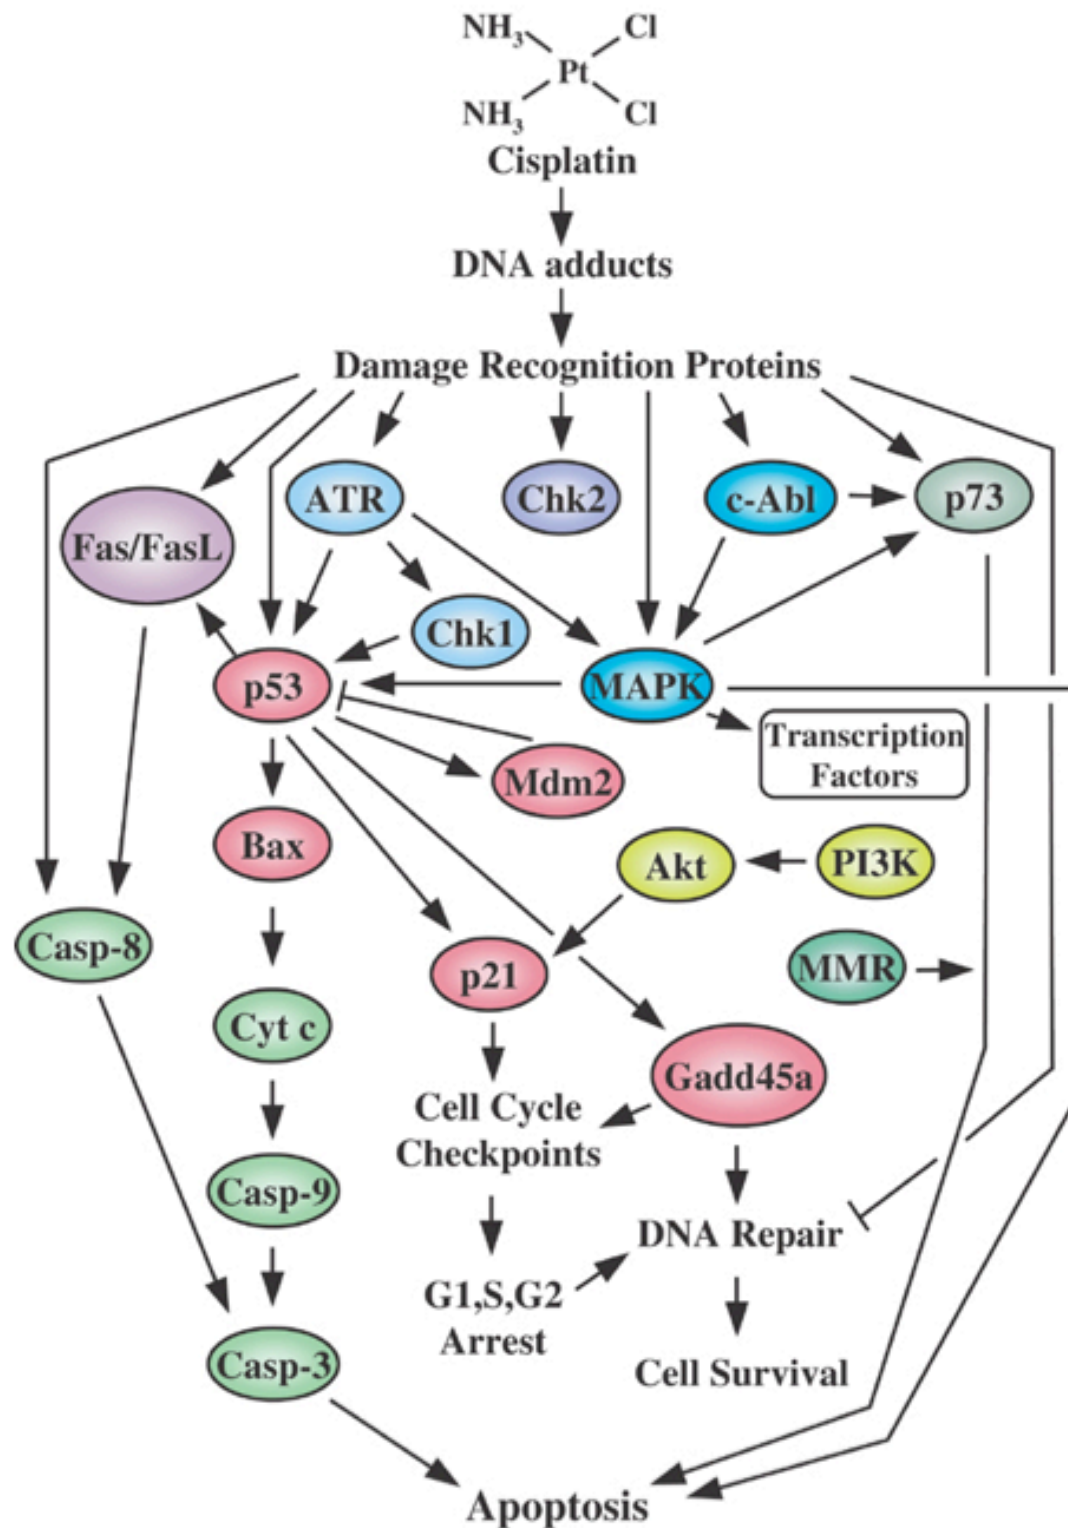 NH3 Cl
Pt
NH3 Cl
Cisplatin
DNA adducts
Damage Recognition Proteins
ATR
Chk2
c-Abl
p73
Fas/FasL
Chk1
p53
MAPK
Transcription
Factors
Mdm2
Bax
Akt
PI3K
Casp-8
p21
MMR
Cyt c
Gadd45a
Cell Cycle
Checkpoints
Casp-9
DNA Repair
G1,S,G2
Arrest
Casp-3
Cell Survival
Apoptosis